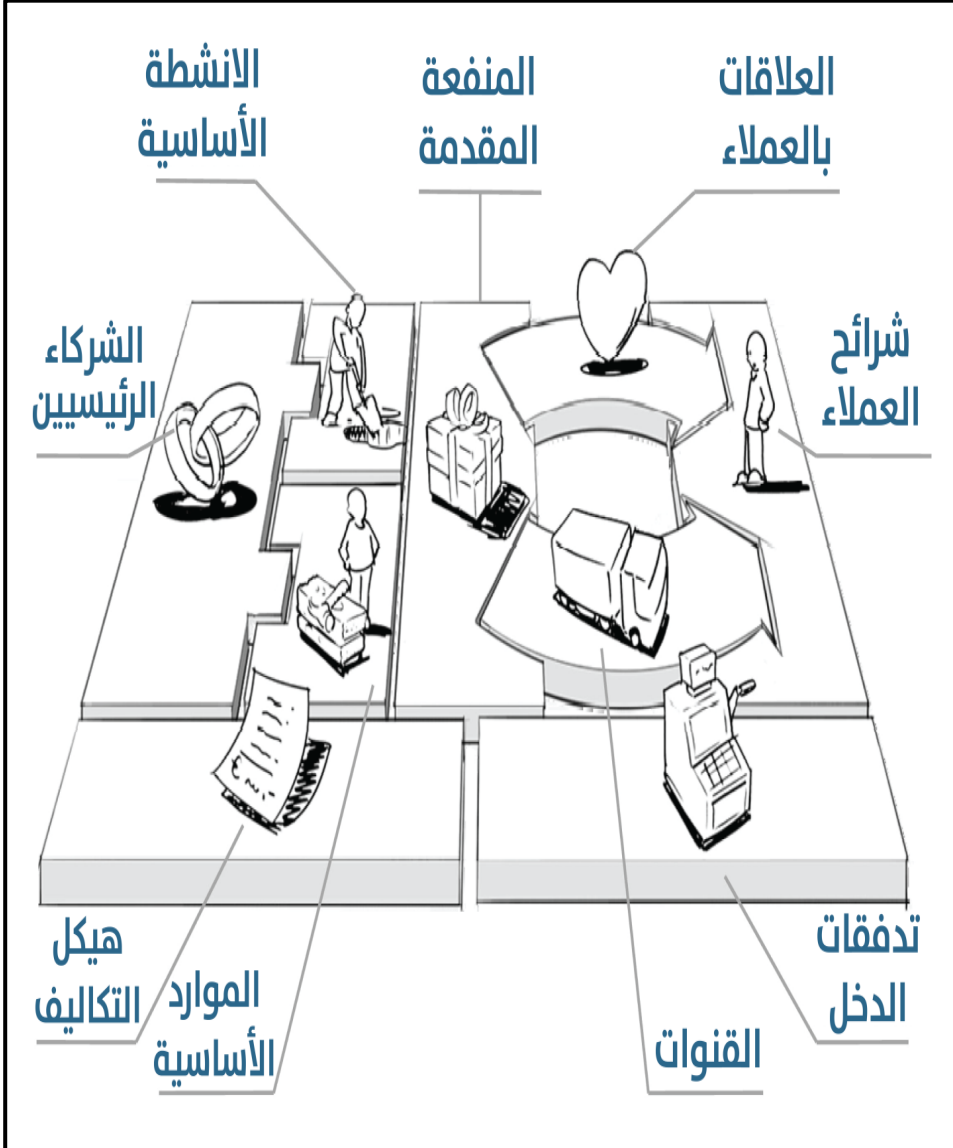 العلاقات
بالعملاء
المنفعة
المقدمة
الانشطة
الأساسية
شرائح
العملاء
الشركاء
الرئيسيين
تدفقات
الدخل
القنوات
الموارد
الأساسية
هيكل
التكاليف